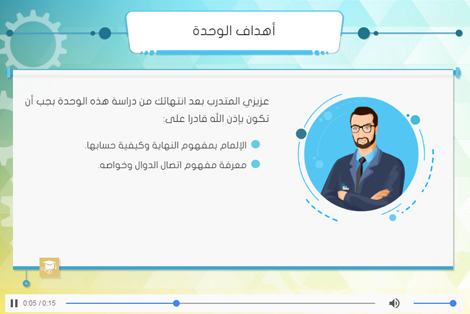 أهداف الوحدة
عزيزي المتدرب بعد انتهائك من دراسة هذه الوحدة يجب أن
تكون بإذن الله قادرا على:
الإلمام بمفهوم النهاية وكيفية حسابها.
معرفة مفهوم اتصال الدوال وخواصه.
0:05 / 0:15